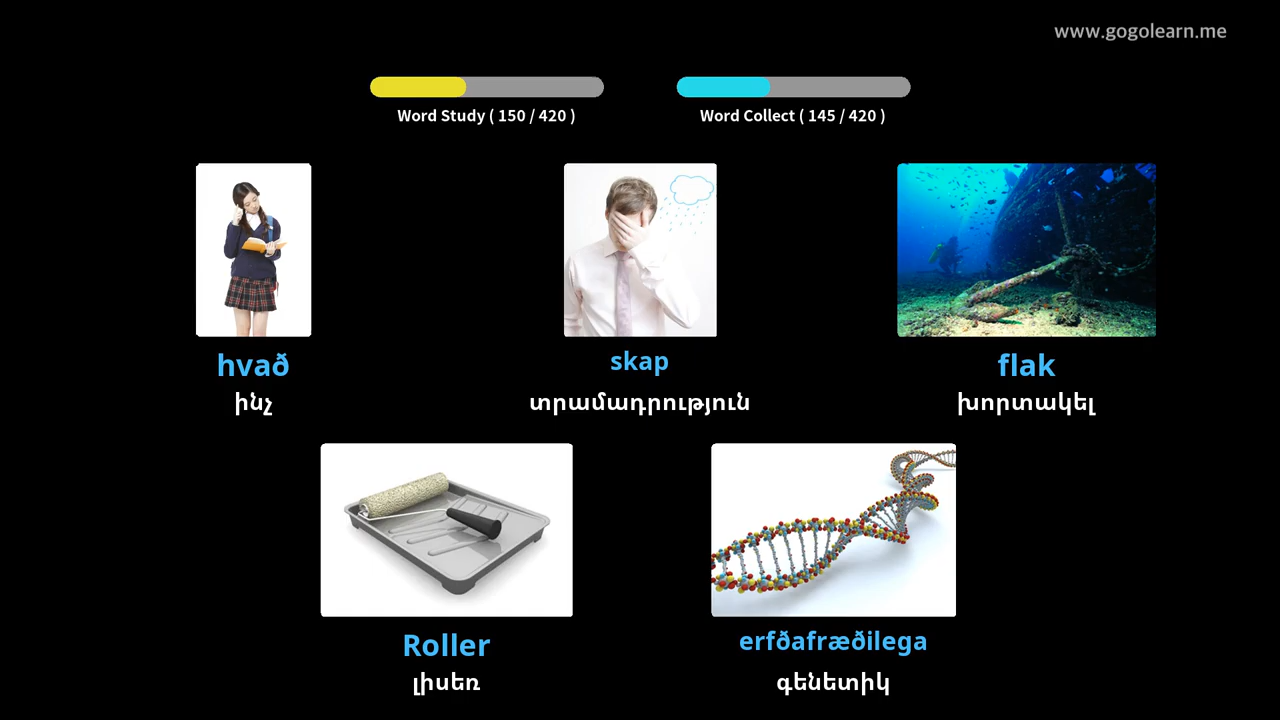 www.gogolearn.me
Word Study ( 150 / 420 )
Word Collect ( 145 / 420 )
hvað
ինչ
skap
տրամադրություն
flak
խորտակել
Roller
լիսեռ
erfðafræðilega
գենետիկ